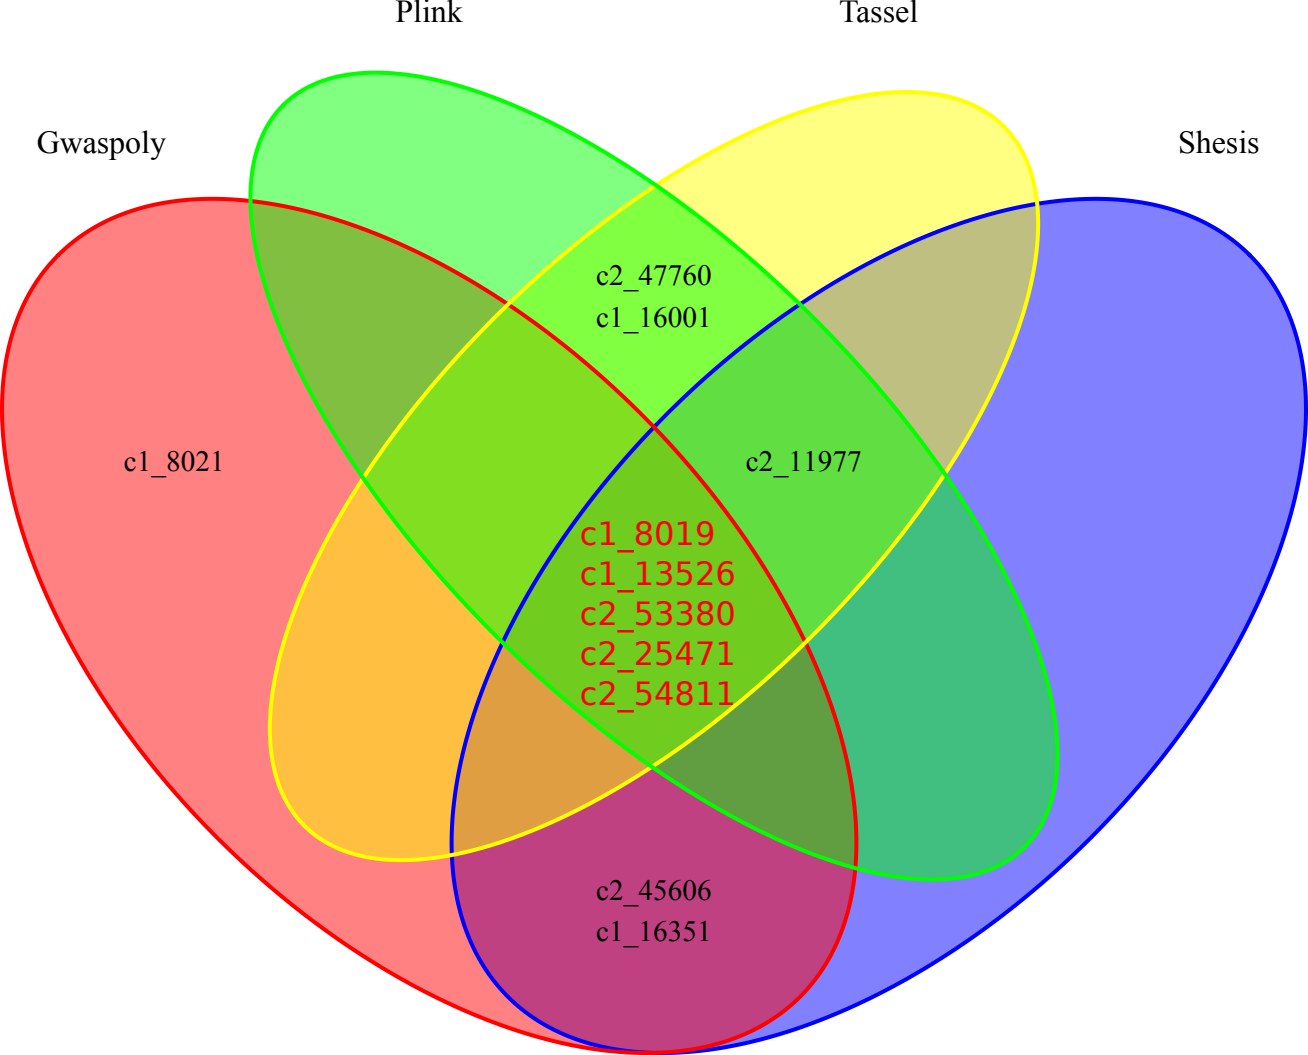 Plink
Tassel
Gwaspoly
Shesis
c2_47760
c1_16001
c1_8021
c2_11977
c1_8019
c1_13526
c2_53380
c2_25471
c2_54811
c2_45606
c1_16351